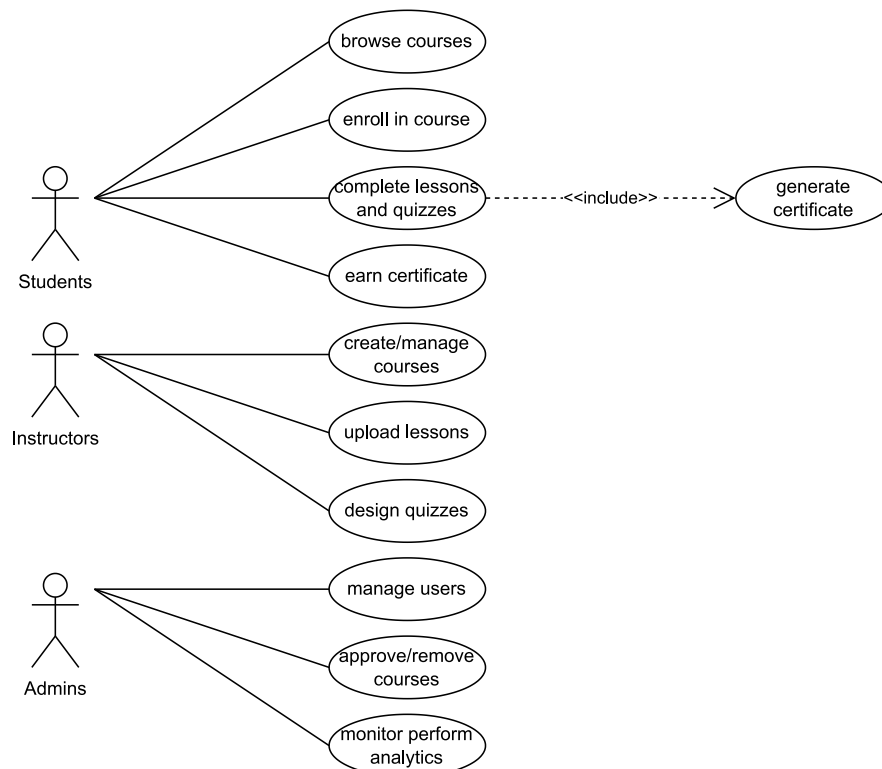 browse courses
enroll in course
complete lessons
and quizzes
<<include>>
generate
certificate
earn certificate
Students
create/manage
courses
upload lessons
design quizzes
Instructors
manage users
approve/remove
courses
monitor perform
analytics
Admins